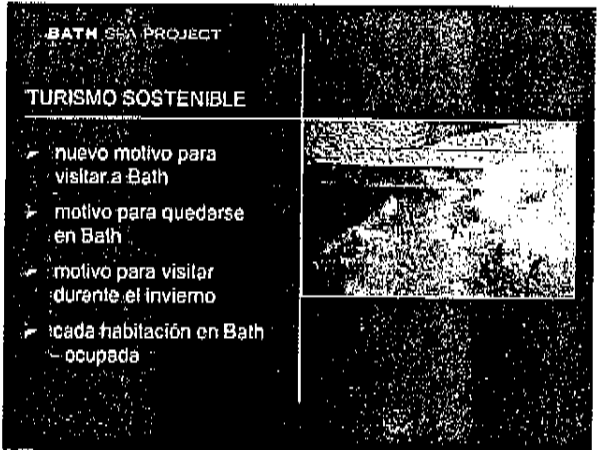 BATH SPA PROJECT
TURISMO SOSTENIBLE
➢ nuevo motivo para
visitar a Bath
➢ motivo para quedarse
en Bath
➢ motivo para visitar
durante el invierno
➢ cada habitación en Bath
– ocupada